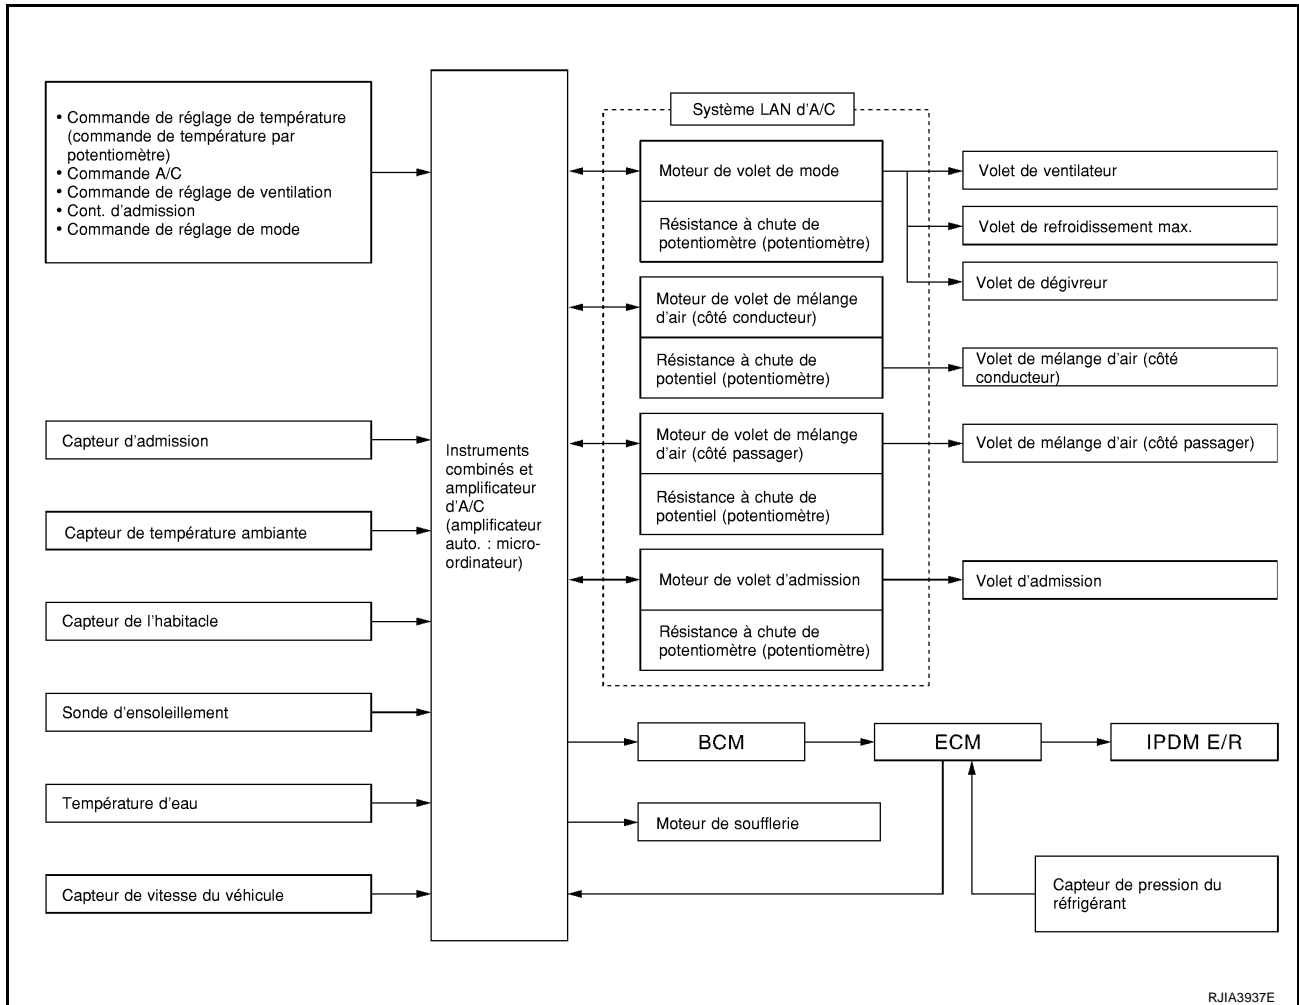 • Commande de réglage de température
(commande de température par
potentiomètre)
• Commande A/C
• Commande de réglage de ventilation
• Cont. d'admission
• Commande de réglage de mode
Capteur d'admission
Capteur de température ambiante
Capteur de l'habitacle
Sonde d'ensoleillement
Température d'eau
Capteur de vitesse du véhicule
Instruments
combinés et
amplificateur
d'A/C
(amplificateur
auto. : micro-
ordinateur)
Système LAN d'A/C
Moteur de volet de mode
Résistance à chute de
potentiomètre (potentiomètre)
Moteur de volet de mélange
d'air (côté conducteur)
Résistance à chute de
potentiel (potentiomètre)
Moteur de volet de mélange
d'air (côté passager)
Résistance à chute de
potentiel (potentiomètre)
Moteur de volet d'admission
Résistance à chute de
potentiomètre (potentiomètre)
Volet de ventilateur
Volet de refroidissement max.
Volet de dégivreur
Volet de mélange d'air (côté
conducteur)
Volet de mélange d'air (côté passager)
Volet d'admission
BCM
ECM
IPDM E/R
Moteur de soufflerie
Capteur de pression du
réfrigérant
RJIA3937E